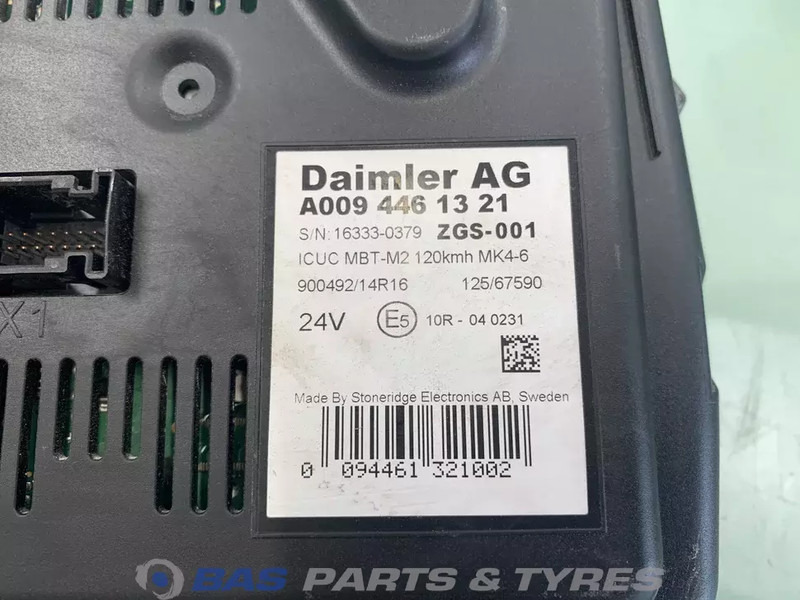 Daimler AG
A009 446 13 21
S/N: 16333-0379 ZGS-001
ICUC MBT-M2 120kmh MK4-6
900492/14R16 125/67590
24V E5 10R - 04 0231
Made By Stoneridge Electronics AB, Sweden
0 094461 321002
X1
BAS PARTS & TYRES